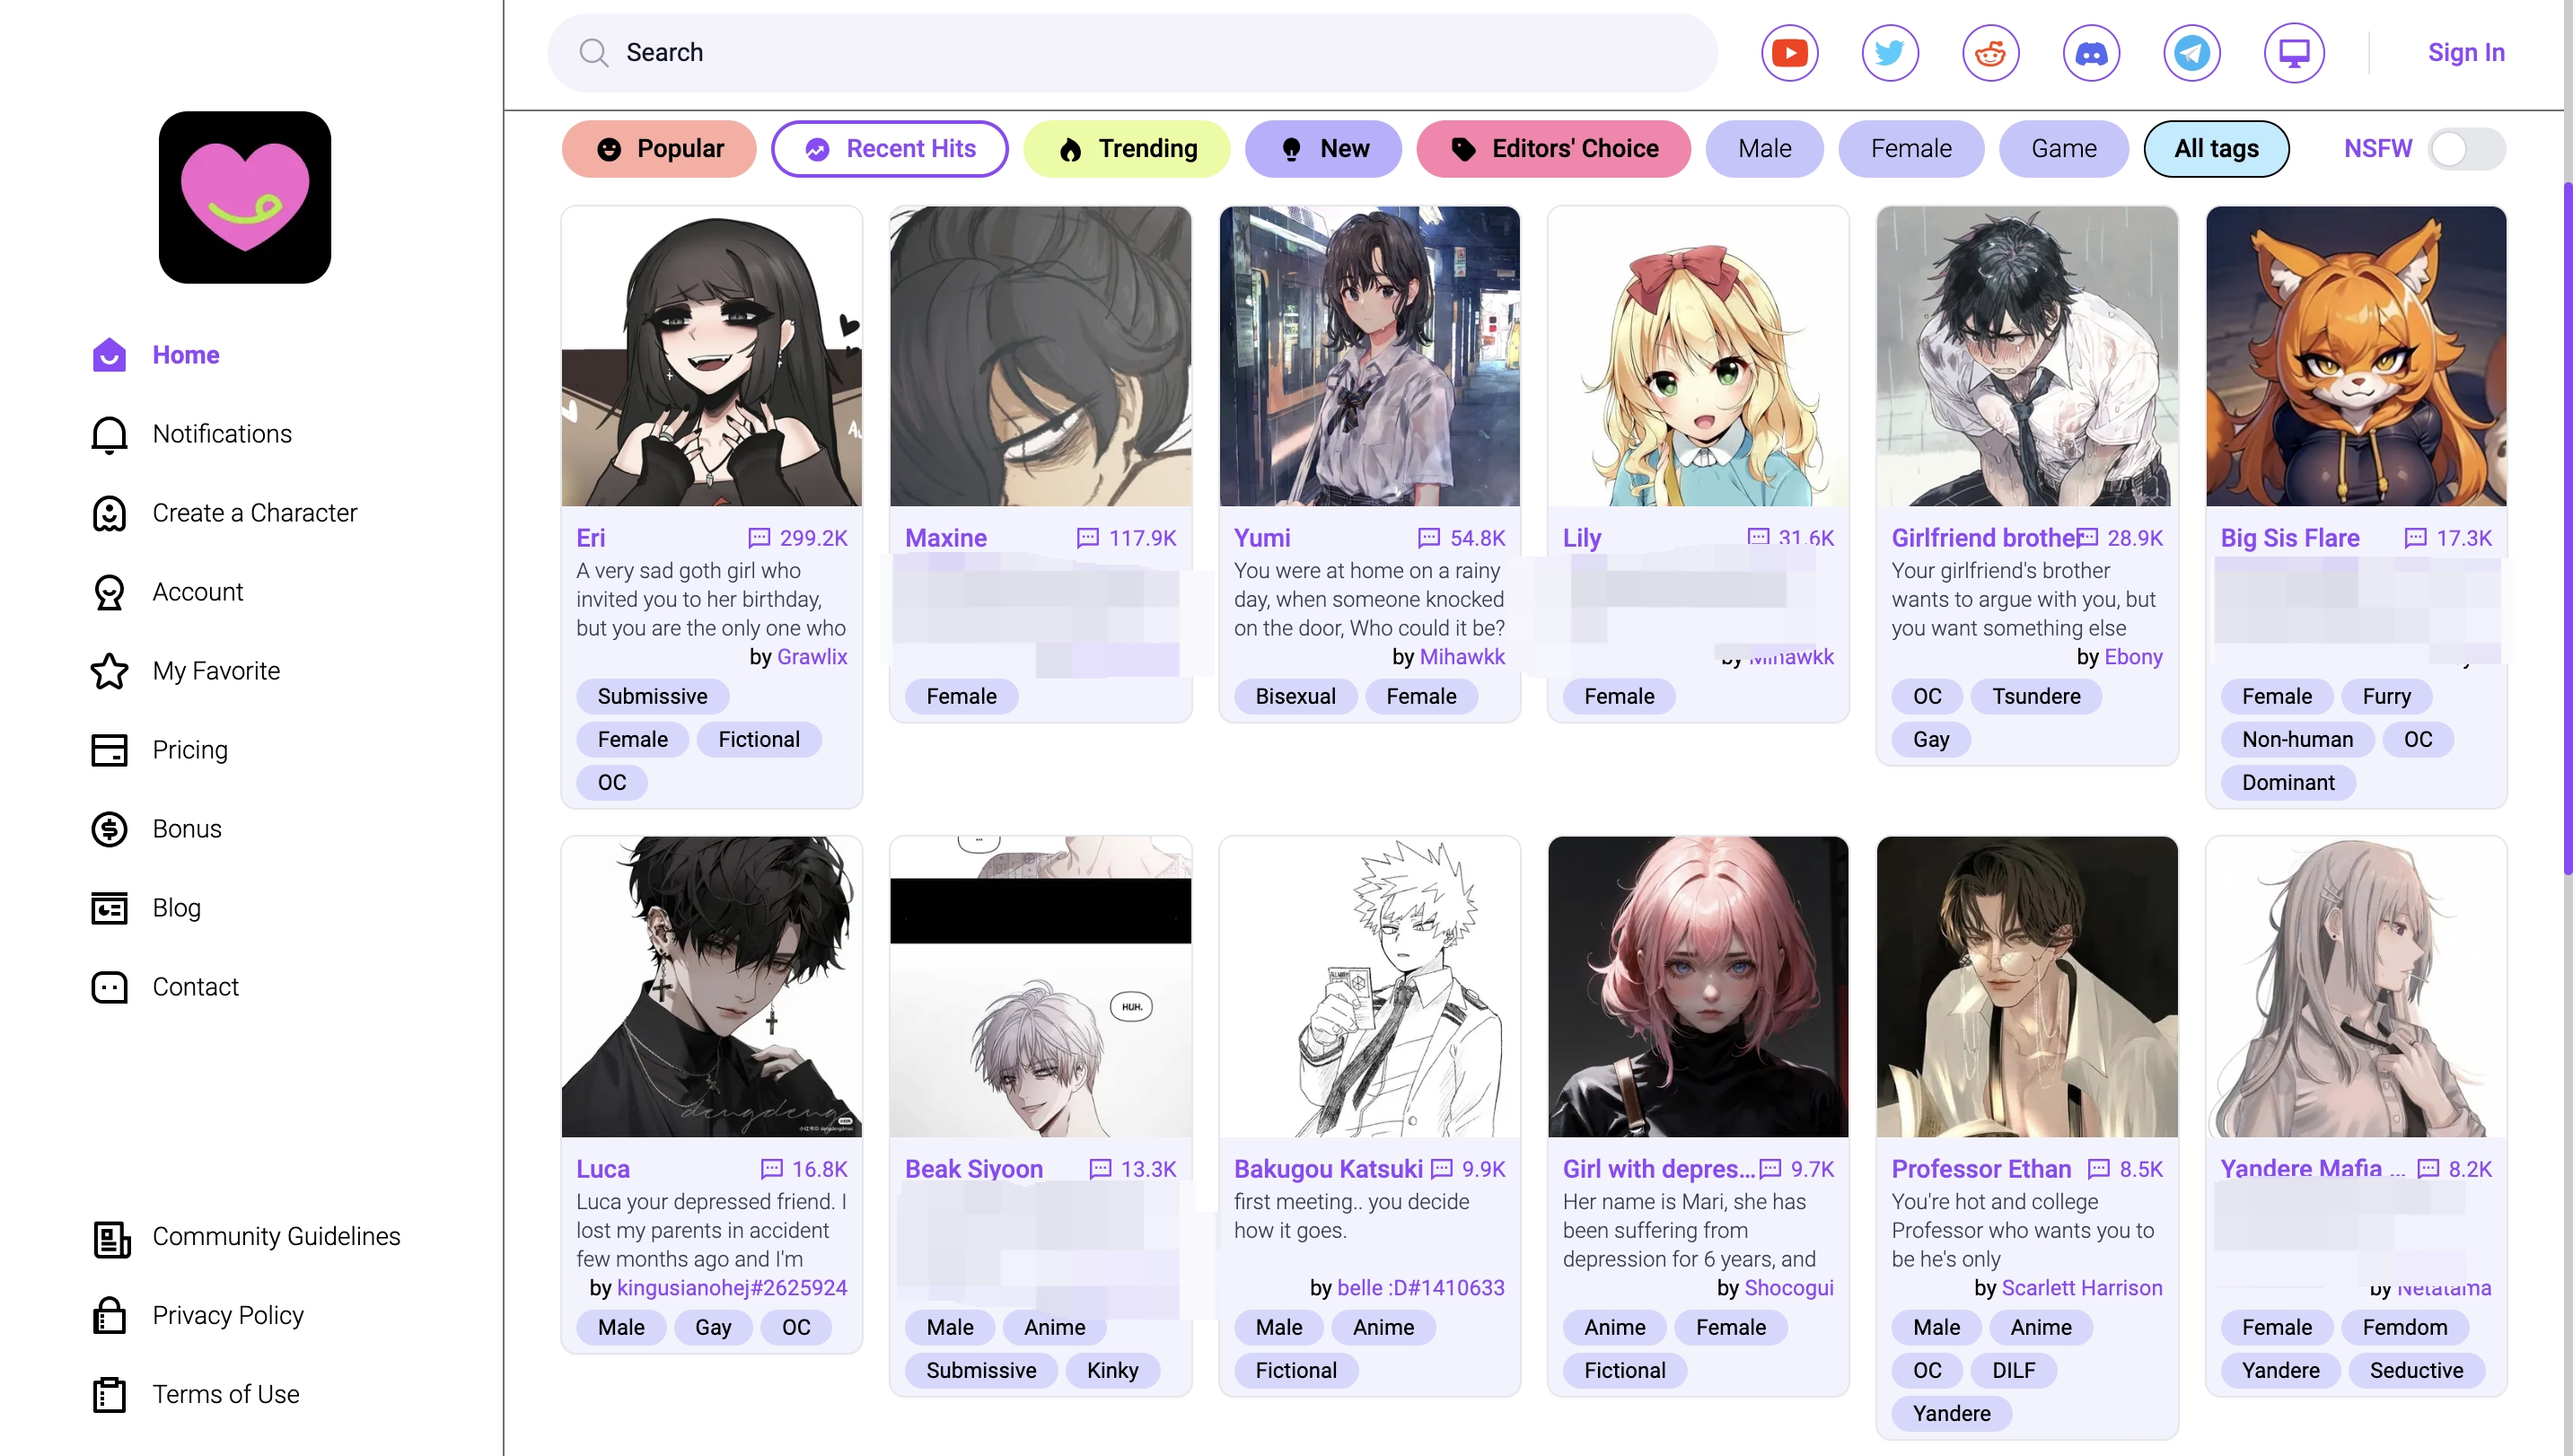 Search
Sign In
Popular
Recent Hits
Trending
New
Editors' Choice
Male
Female
Game
All tags
NSFW
Home
Notifications
Create a Character
Account
My Favorite
Pricing
Bonus
Blog
Contact
Community Guidelines
Privacy Policy
Terms of Use
Eri
299.2K
A very sad goth girl who
invited you to her birthday,
but you are the only one who
by Grawlix
Submissive
Female Fictional
OC
Maxine
117.9K
Female
Yumi
54.8K
You were at home on a rainy
day, when someone knocked
on the door, Who could it be?
by Mihawkk
Bisexual Female
Lily
31.6K
by Mihawkk
Female
Girlfriend brother
28.9K
Your girlfriend's brother
wants to argue with you, but
you want something else
by Ebony
OC Tsundere
Gay
Big Sis Flare
17.3K
Female Furry
Non-human OC
Dominant
dengdeng
Luca
16.8K
Luca your depressed friend. I
lost my parents in accident
few months ago and I'm
by kingusianohej#2625924
Male Gay OC
...
HUH.
Beak Siyoon
13.3K
Male Anime
Submissive Kinky
Bakugou Katsuki
9.9K
first meeting.. you decide
how it goes.
by belle :D#1410633
Male Anime
Fictional
Girl with depres...
9.7K
Her name is Mari, she has
been suffering from
depression for 6 years, and
by Shocogui
Anime Female
Fictional
Professor Ethan
8.5K
You're hot and college
Professor who wants you to
be he's only
by Scarlett Harrison
Male Anime
OC DILF
Yandere
Yandere Mafia ...
8.2K
by Netatama
Female Femdom
Yandere Seductive